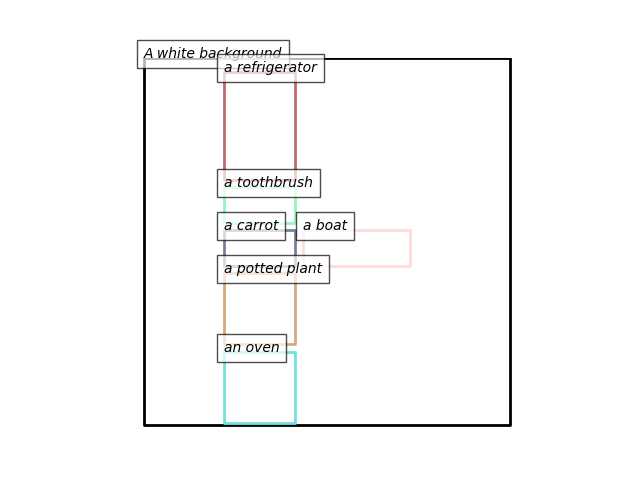 A white background
a refrigerator
a toothbrush
a carrot
a boat
a potted plant
an oven